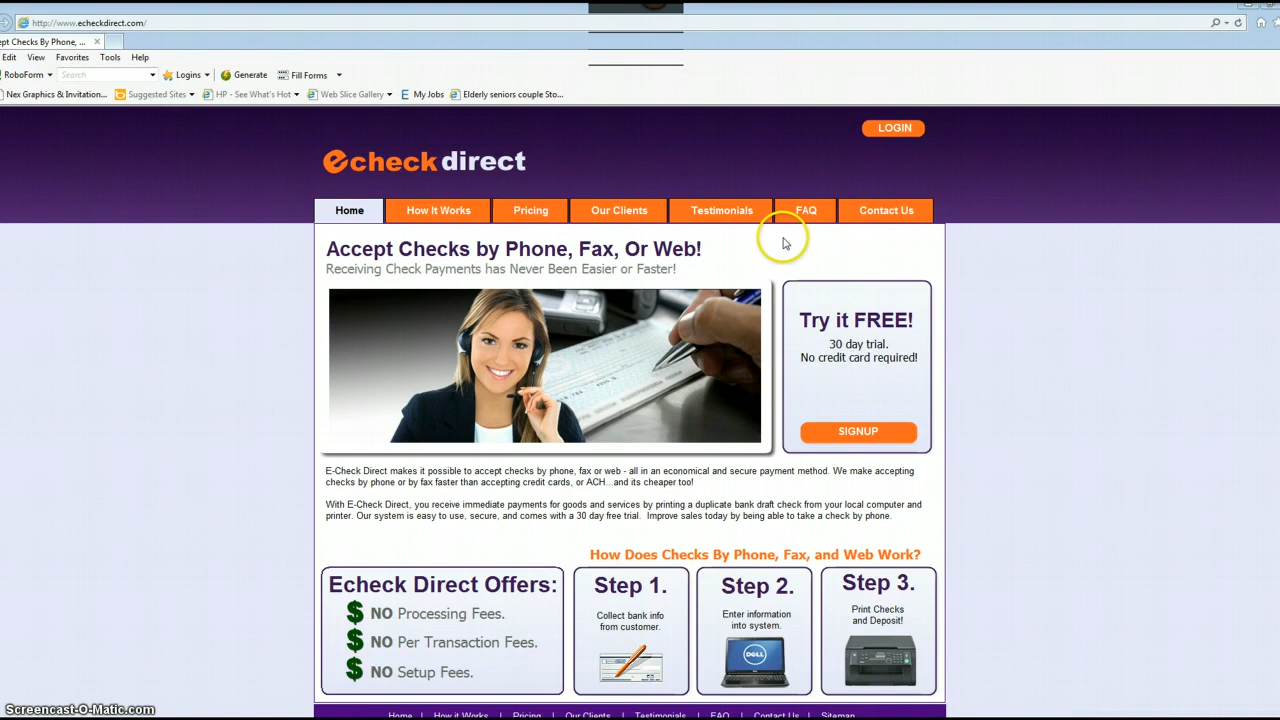 http://www.echeckdirect.com/
ept Checks By Phone, ...
Edit View Favorites Tools Help
RoboForm Search Logins Generate Fill Forms
Nex Graphics & Invitation... Suggested Sites HP - See What's Hot Web Slice Gallery My Jobs Elderly seniors couple Sto...
LOGIN
echeckdirect
Home How It Works Pricing Our Clients Testimonials FAQ Contact Us
Accept Checks by Phone, Fax, Or Web!
Receiving Check Payments has Never Been Easier or Faster!
Try it FREE!
30 day trial.
No credit card required!
SIGNUP
E-Check Direct makes it possible to accept checks by phone, fax or web - all in an economical and secure payment method. We make accepting
checks by phone or by fax faster than accepting credit cards, or ACH...and its cheaper too!
With E-Check Direct, you receive immediate payments for goods and services by printing a duplicate bank draft check from your local computer and
printer. Our system is easy to use, secure, and comes with a 30 day free trial. Improve sales today by being able to take a check by phone.
How Does Checks By Phone, Fax, and Web Work?
Echeck Direct Offers:
$ NO Processing Fees.
$ NO Per Transaction Fees.
$ NO Setup Fees.
Step 1.
Collect bank info
from customer.
Step 2.
Enter information
into system.
DELL
Step 3.
Print Checks
and Deposit!
Home | How it Works | Pricing | Our Clients | Testimonials | FAQ | Contact Us | Sitemap
Screencast-O-Matic.com